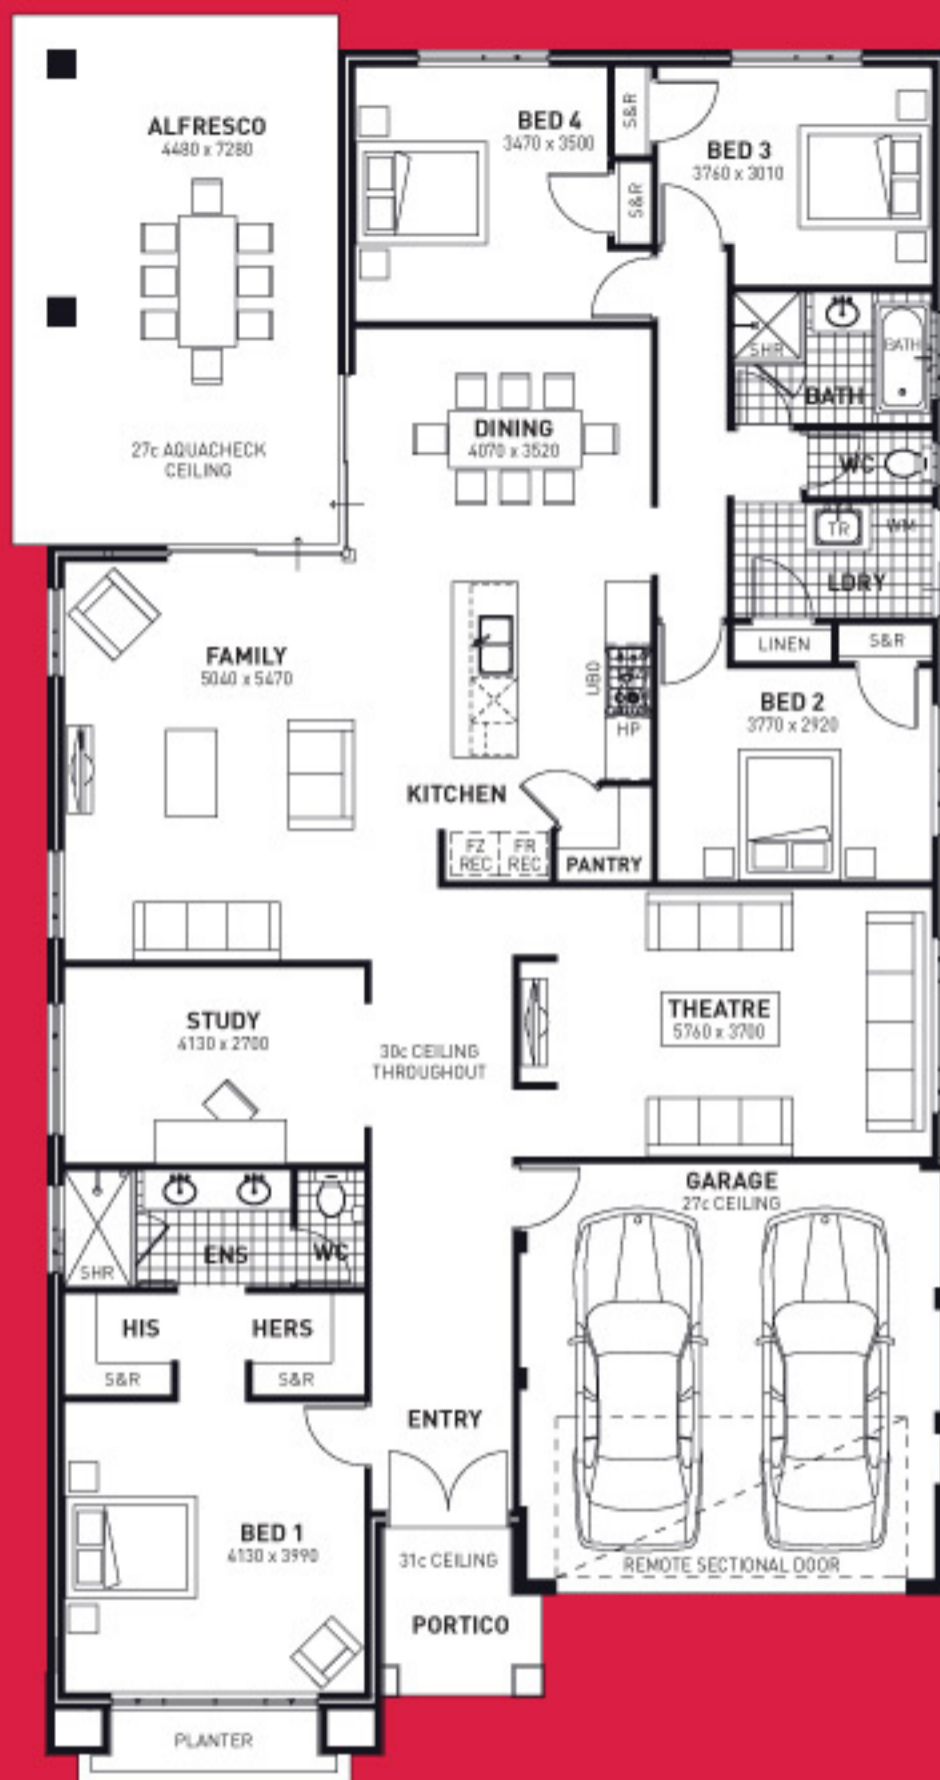 ALFRESCO
4480 x 7280
27c AQUACHECK
CEILING
BED 4
3470 x 3500
S&R
S&R
BED 3
3760 x 3010
SHR
BATH
BATH
DINING
4070 x 3520
WC
TR
WM
LDRY
LINEN
S&R
FAMILY
5040 x 5470
UBO
HP
BED 2
3770 x 2920
KITCHEN
FZ
REC
FR
REC
PANTRY
STUDY
4130 x 2700
30c CEILING
THROUGHOUT
THEATRE
5760 x 3700
GARAGE
27c CEILING
SHR
ENS
WC
HIS
HERS
S&R
S&R
ENTRY
BED 1
4130 x 3990
31c CEILING
REMOTE SECTIONAL DOOR
PORTICO
PLANTER